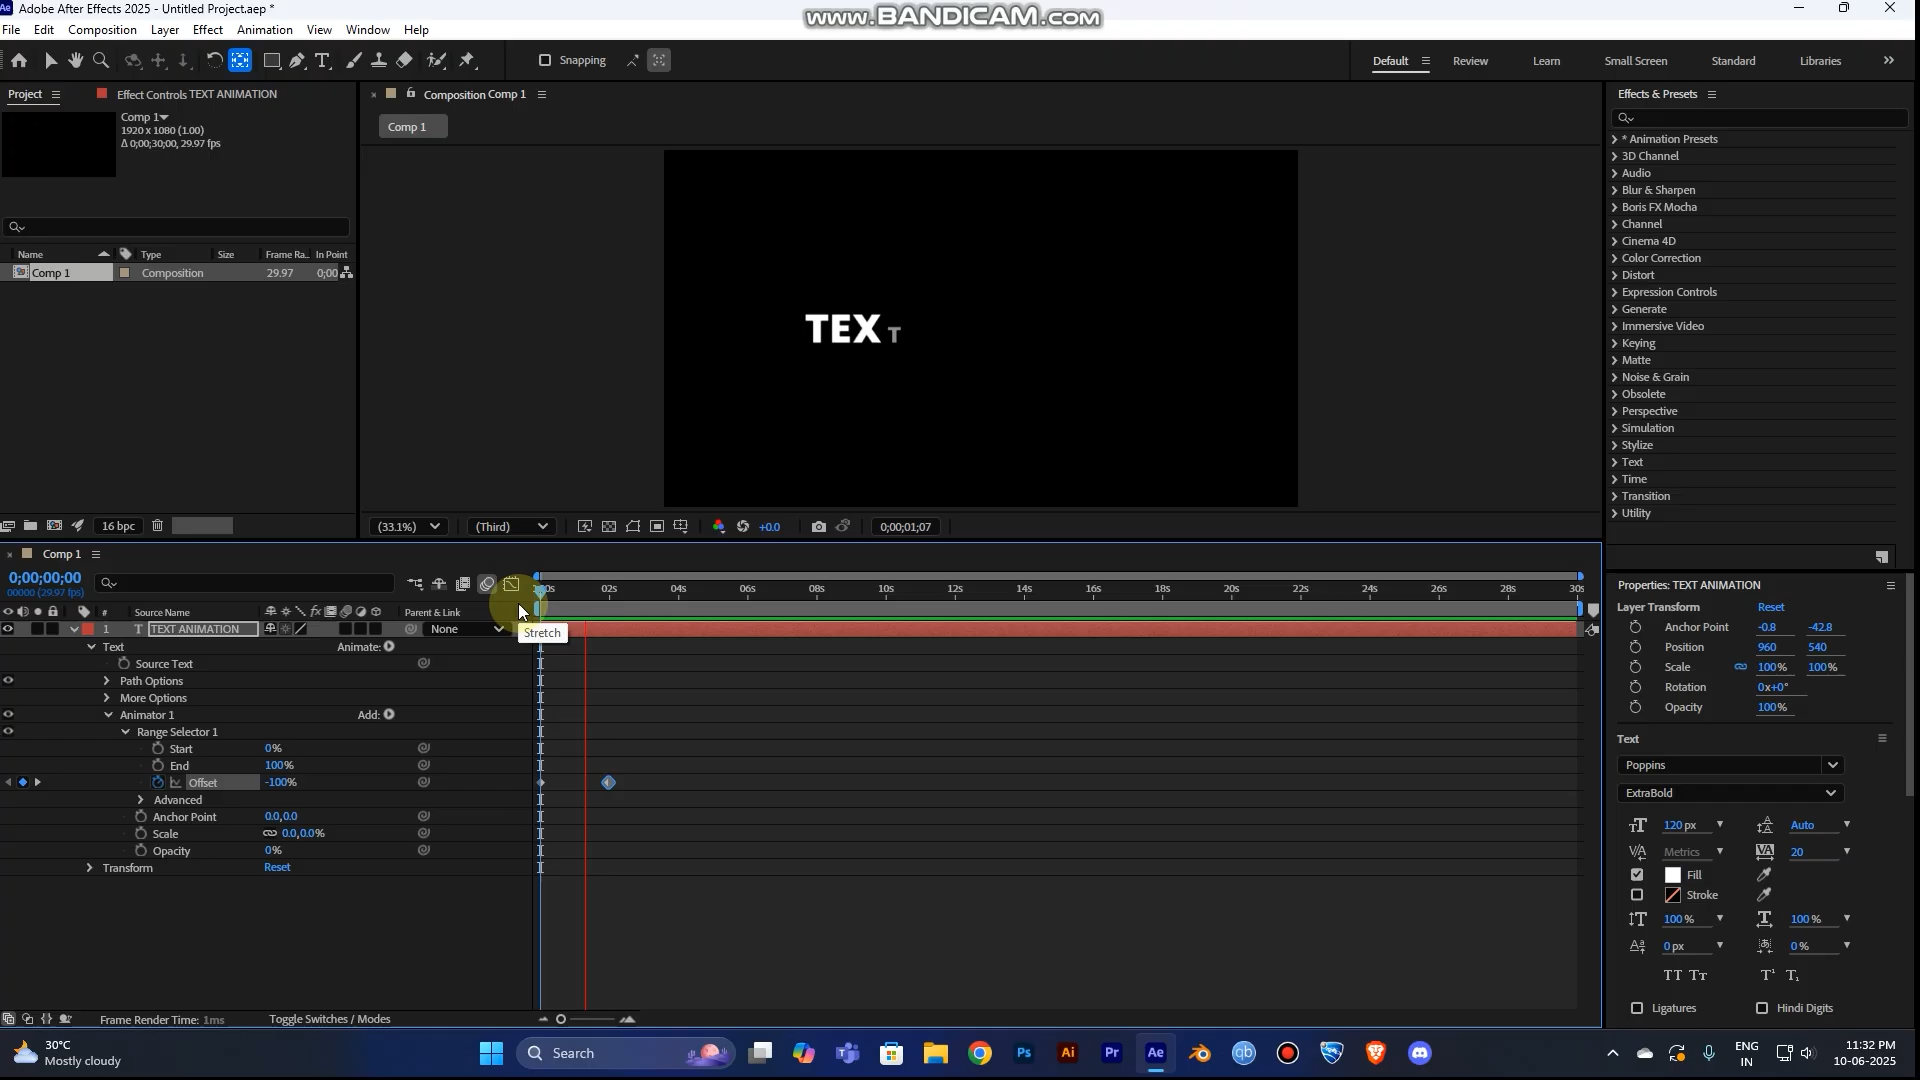 Ae Adobe After Effects 2025 - Untitled Project.aep *
www.BANDICAM.com
File Edit Composition Layer Effect Animation View Window Help
Snapping
Default Review Learn Small Screen Standard Libraries
Project
Effect Controls TEXT ANIMATION
Composition Comp 1
Effects & Presets
Comp 1
1920 x 1080 (1.00)
Δ 0;00;30;00, 29.97 fps
Comp 1
* Animation Presets
3D Channel
Audio
Blur & Sharpen
Boris FX Mocha
Channel
Cinema 4D
Color Correction
Distort
Expression Controls
Generate
Immersive Video
Keying
Matte
Noise & Grain
Obsolete
Perspective
Simulation
Stylize
Text
Time
Transition
Utility
Name Type Size Frame Ra.. In Point
Comp 1 Composition 29.97 0;00
TEXT
16 bpc
(33.1%) (Third) +0.0 0;00;01;07
Comp 1
0;00;00;00
00000 (29.97 fps)
02s 04s 06s 08s 10s 12s 14s 16s 18s 20s 22s 24s 26s 28s 30s
# Source Name fx Parent & Link
1 T TEXT ANIMATION None
Stretch
Text Animate:
Source Text
Path Options
More Options
Animator 1 Add:
Range Selector 1
Start 0%
End 100%
Offset -100%
Advanced
Anchor Point 0.0,0.0
Scale 0.0,0.0%
Opacity 0%
Transform Reset
Frame Render Time: 1ms Toggle Switches / Modes
Properties: TEXT ANIMATION
Layer Transform Reset
Anchor Point -0.8 -42.8
Position 960 540
Scale 100% 100%
Rotation 0x+0°
Opacity 100%
Text
Poppins
ExtraBold
120 px Auto
Metrics 20
Fill
Stroke
100 % 100 %
0 px 0 %
TT Tт T¹ T₁
Ligatures Hindi Digits
30°C
Mostly cloudy
Search
Ps Ai Pr Ae qb
ENG
IN
11:32 PM
10-06-2025